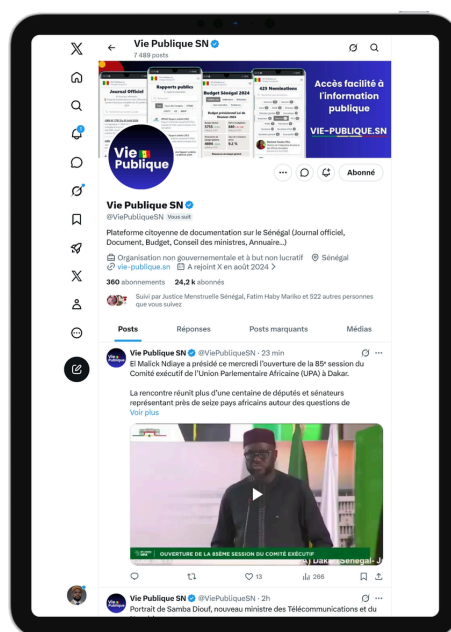 Vie Publique SN
7 489 posts
Journal Officiel
Rapports publics
Budget Sénégal 2024
425 Nominations
Accès facilité à
l'information
publique
VIE-PUBLIQUE.SN
Vie
Publique
Abonné
Vie Publique SN
@ViePubliqueSN Vous suit
Plateforme citoyenne de documentation sur le Sénégal (Journal officiel,
Document, Budget, Conseil des ministres, Annuaire...)
Organisation non gouvernementale et à but non lucratif Sénégal
vie-publique.sn A rejoint X en août 2024
360 abonnements 24,2 k abonnés
Suivi par Justice Menstruelle Sénégal, Fatim Haby Mariko et 522 autres personnes
que vous suivez
Posts Réponses Posts marquants Médias
Vie Publique SN @ViePubliqueSN · 23 min
El Malick Ndiaye a présidé ce mercredi l'ouverture de la 85ᵉ session du
Comité exécutif de l'Union Parlementaire Africaine (UPA) à Dakar.
La rencontre réunit plus d'une centaine de députés et sénateurs
représentant près de seize pays africains autour des questions de
Voir plus
OUVERTURE DE LA 85ÈME SESSION DU COMITÉ EXÉCUTIF
13 266
Vie Publique SN @ViePubliqueSN · 2h
Portrait de Samba Diouf, nouveau ministre des Télécommunications et du